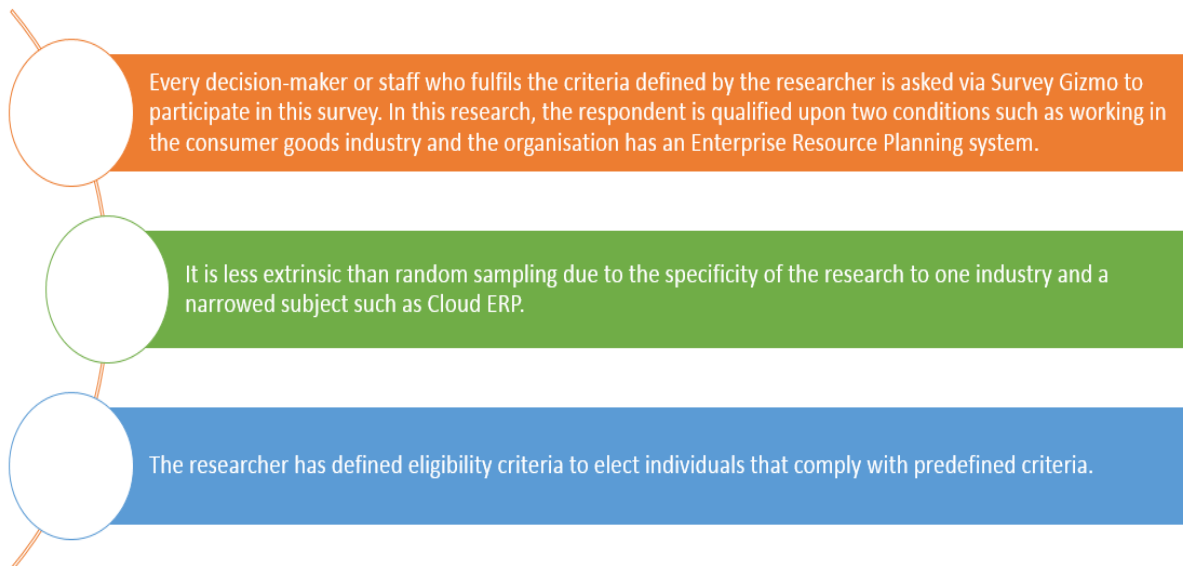 Every decision-maker or staff who fulfils the criteria defined by the researcher is asked via Survey Gizmo to
participate in this survey. In this research, the respondent is qualified upon two conditions such as working in
the consumer goods industry and the organisation has an Enterprise Resource Planning system.
It is less extrinsic than random sampling due to the specificity of the research to one industry and a
narrowed subject such as Cloud ERP.
The researcher has defined eligibility criteria to elect individuals that comply with predefined criteria.